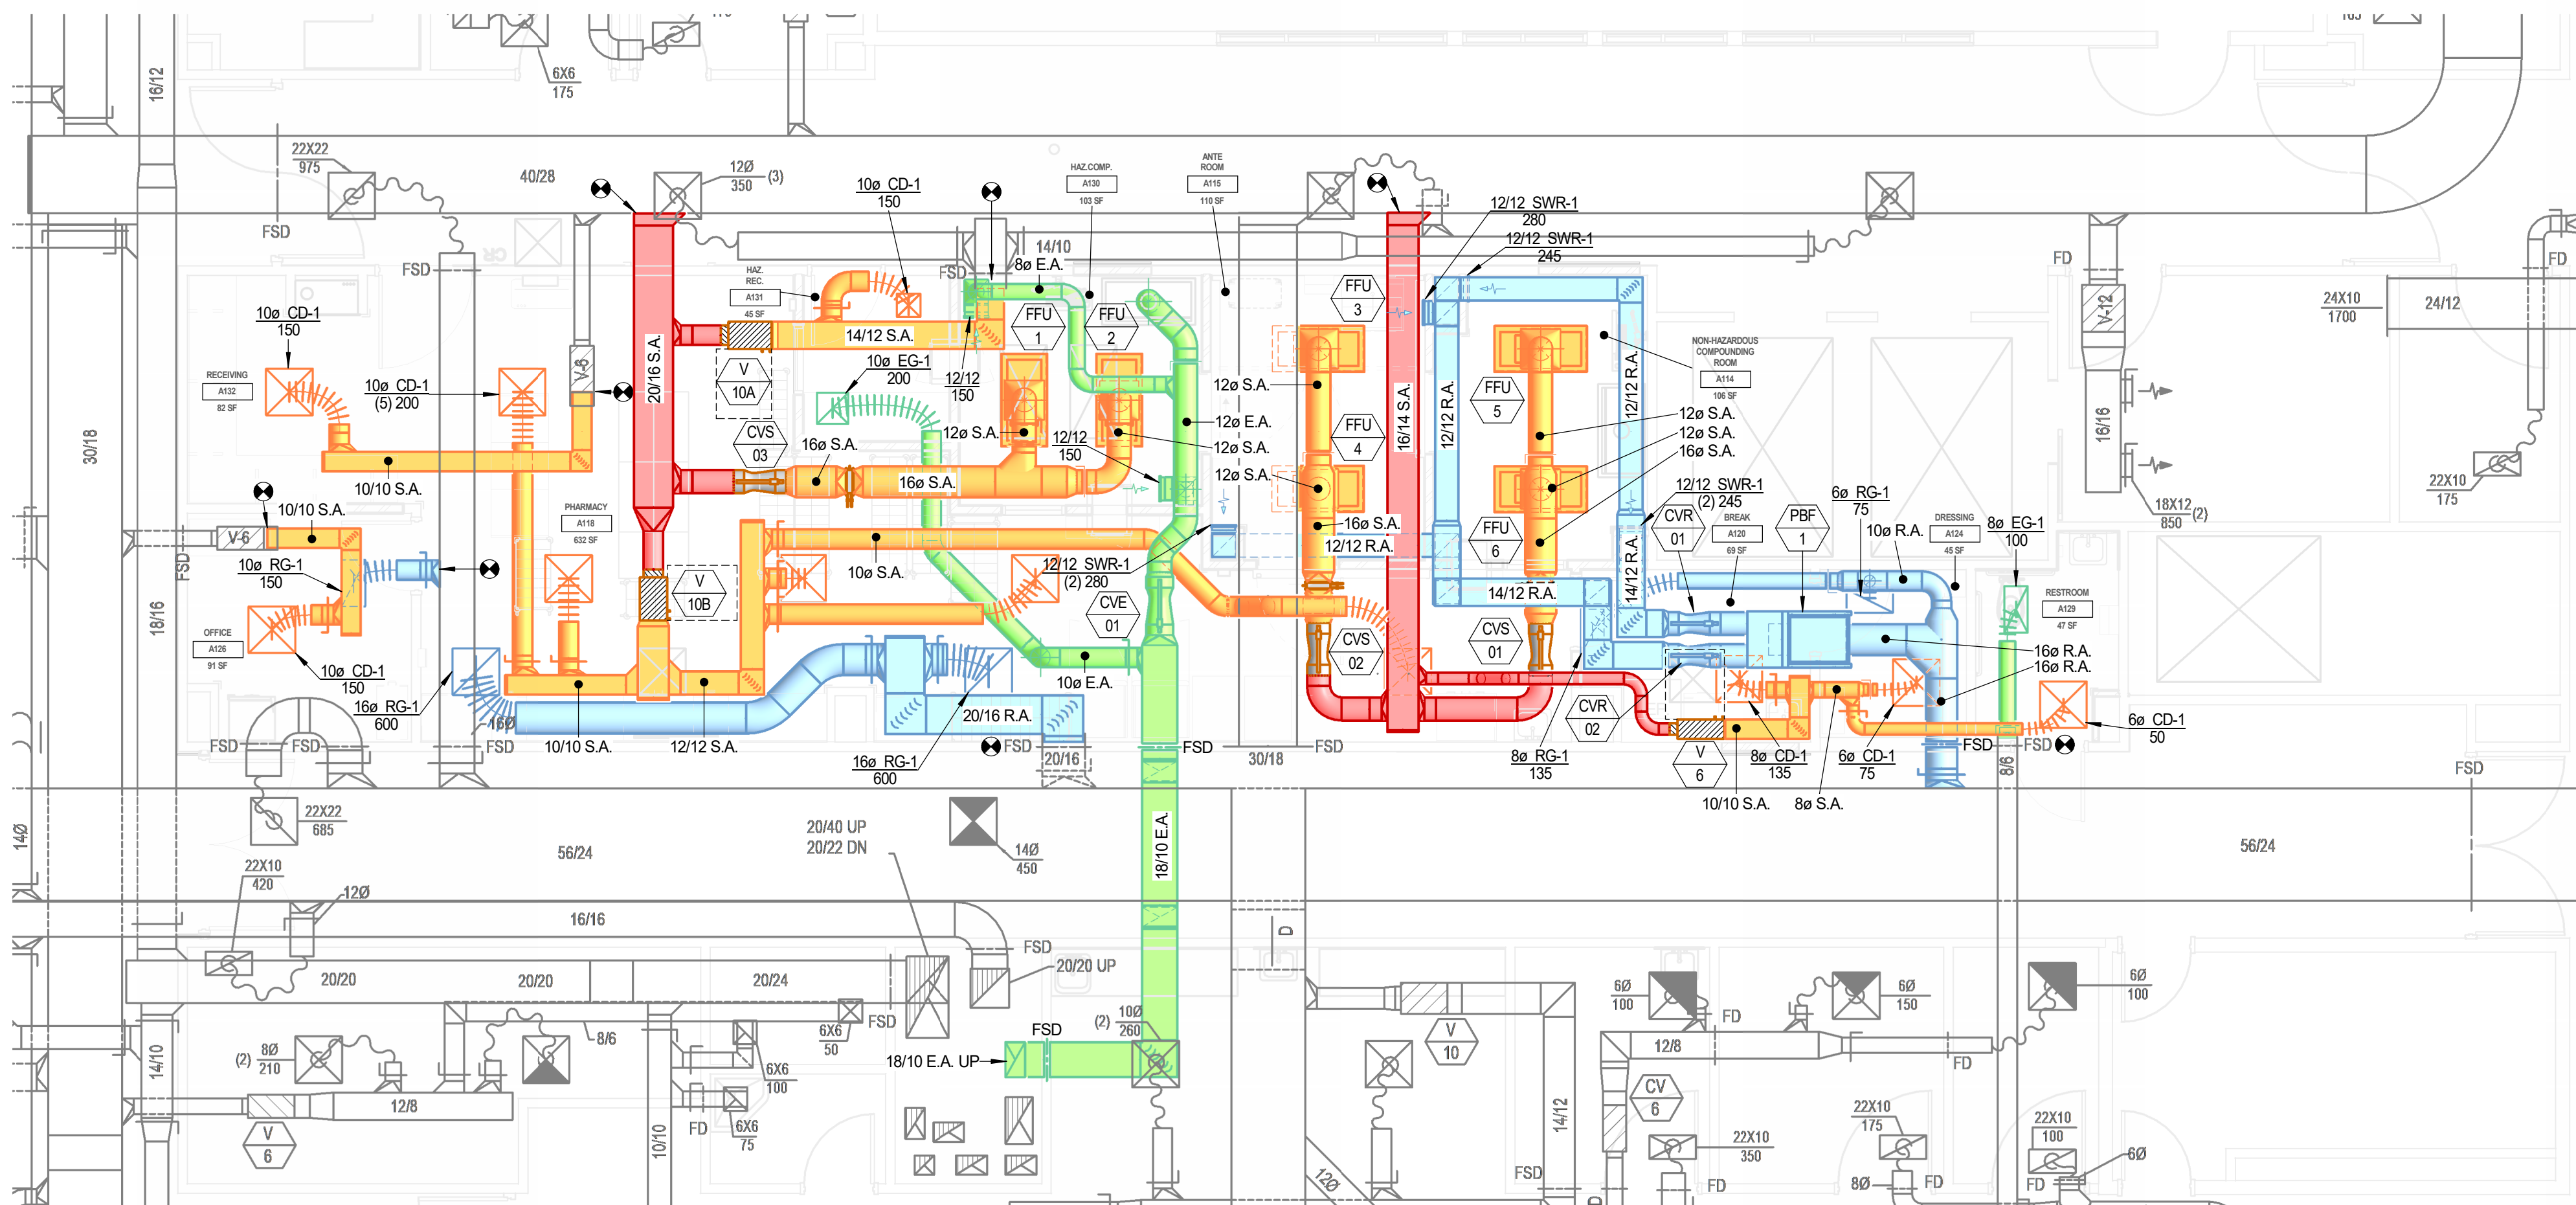 6X6
175
16/12
22X22
975
40/28
FSD
12Ø
350
(3)
10ø CD-1
150
HAZ.COMP.
A130
103 SF
ANTE
ROOM
A115
110 SF
12/12 SWR-1
280
12/12 SWR-1
245
14/10
8ø E.A.
FSD
FSD
CR
HAZ.
REC.
A131
45 SF
FFU
1
FFU
2
FFU
3
14/12 S.A.
20/16 S.A.
V
10A
12/12
150
10ø EG-1
200
10ø CD-1
150
RECEIVING
A132
82 SF
10ø CD-1
(5) 200
V-6
12ø S.A.
16/14 S.A.
12/12 R.A.
12/12 R.A.
FFU
5
NON-HAZARDOUS
COMPOUNDING
ROOM
A114
106 SF
12ø S.A.
12ø S.A.
16ø S.A.
FD
FD
V-12
24X10
1700
24/12
16/16
30/18
CVS
03
16ø S.A.
12ø S.A.
12/12
150
12ø E.A.
12ø S.A.
12ø S.A.
FFU
4
16ø S.A.
10/10 S.A.
10/10 S.A.
PHARMACY
A118
632 SF
12/12 SWR-1
(2) 245
CVR
01
BREAK
A120
69 SF
PBF
1
6ø RG-1
75
10ø R.A.
DRESSING
A124
45 SF
8ø EG-1
100
18X12
850
(2)
22X10
175
V-6
FSD
10ø RG-1
150
18/16
V
10B
10ø S.A.
12/12 SWR-1
(2) 280
16ø S.A.
12/12 R.A.
FFU
6
14/12 R.A.
14/12 R.A.
CVE
01
CVS
02
CVS
01
RESTROOM
A129
47 SF
OFFICE
A126
91 SF
10ø CD-1
150
16ø RG-1
600
10ø E.A.
16ø R.A.
16ø R.A.
20/16 R.A.
16Ø
CVR
02
6ø CD-1
50
FSD
FSD
FSD
10/10 S.A.
12/12 S.A.
16ø RG-1
600
FSD
20/16
FSD
30/18
FSD
8ø RG-1
135
V
6
8ø CD-1
135
6ø CD-1
75
10/10 S.A.
8ø S.A.
FSD
FSD
8/6
FSD
14Ø
22X22
685
56/24
20/40 UP
20/22 DN
14Ø
450
18/10 E.A.
56/24
22X10
420
12Ø
16/16
FSD
20/20 UP
D
20/20
20/20
20/24
FSD
6X6
50
(2)
10Ø
260
FSD
18/10 E.A. UP
(2)
8Ø
210
8/6
6X6
100
FD
6X6
75
14/10
12/8
V
6
10/10
V
10
14/12
6Ø
100
FD
6Ø
150
12/8
FD
6Ø
100
CV
6
22X10
350
22X10
175
22X10
100
6Ø
12Ø
FSD
D
FD
8Ø
FD
FD